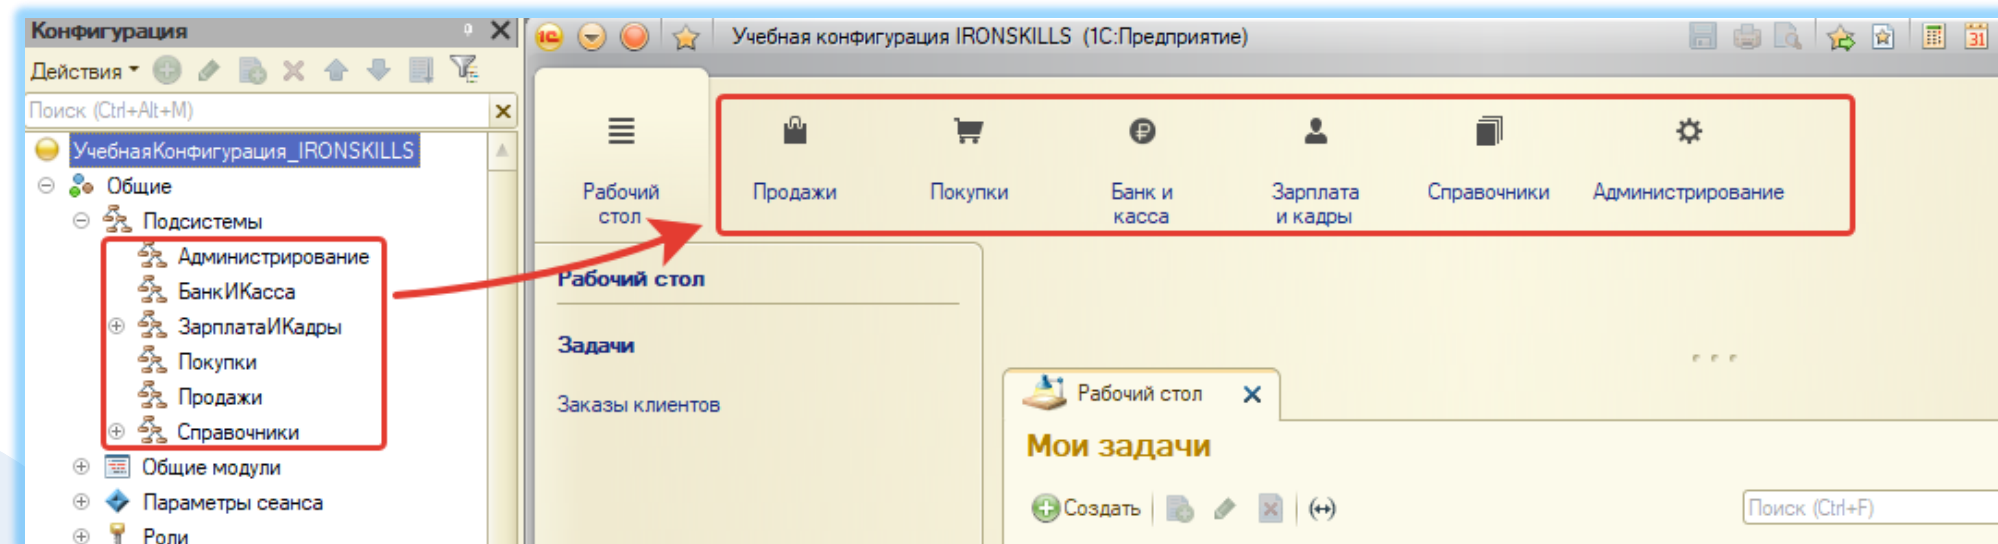 Конфигурация
Действия
Поиск (Ctrl+Alt+M)
УчебнаяКонфигурация_IRONSKILLS
Общие
Подсистемы
Администрирование
БанкИКасса
ЗарплатаИКадры
Покупки
Продажи
Справочники
Общие модули
Параметры сеанса
Роли
1С
Учебная конфигурация IRONSKILLS (1С:Предприятие)
31
Рабочий
стол
Продажи
Покупки
Банк и
касса
Зарплата
и кадры
Справочники
Администрирование
Рабочий стол
Задачи
Заказы клиентов
Рабочий стол
Мои задачи
Создать
Поиск (Ctrl+F)